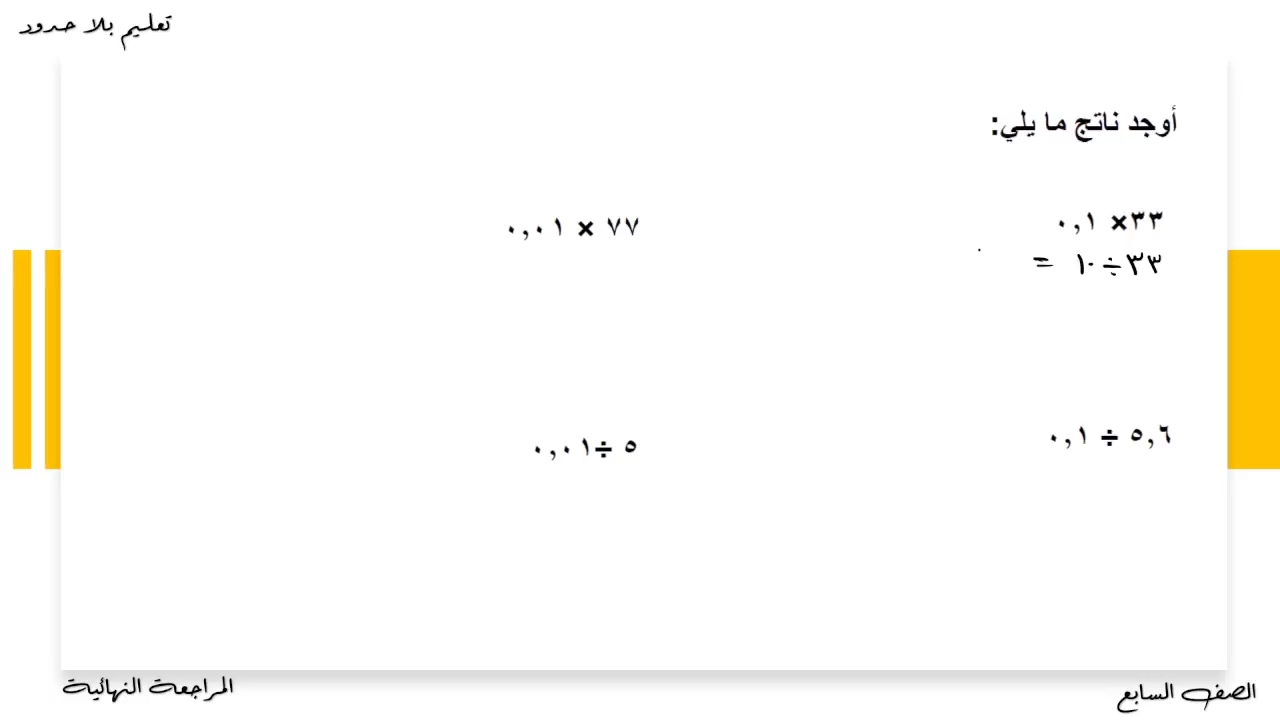 تعليم بلا حدود
أوجد ناتج ما يلي:
٣٣× ٠,١
٣٣÷١٠ =
٧٧ × ٠,٠١
٥,٦ ÷ ٠,١
٥ ÷٠,٠١
الصف السابع
المراجعة النهائية